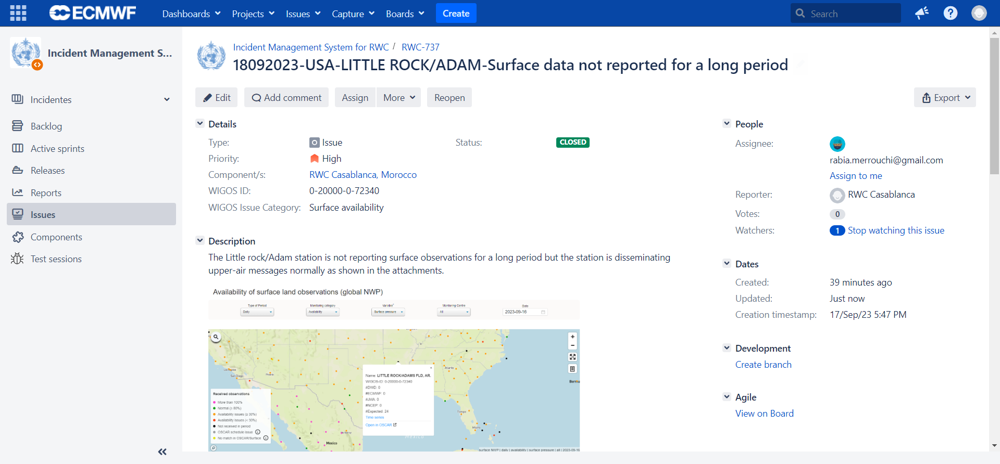 ECMWF
Dashboards
Projects
Issues
Capture
Boards
Create
Search
Incident Management S...
Incidentes
Backlog
Active sprints
Releases
Reports
Issues
Components
Test sessions
Incident Management System for RWC / RWC-737
18092023-USA-LITTLE ROCK/ADAM-Surface data not reported for a long period
Edit
Add comment
Assign
More
Reopen
Export
Details
Type: Issue
Status: CLOSED
Priority: High
Component/s: RWC Casablanca, Morocco
WIGOS ID: 0-20000-0-72340
WIGOS Issue Category: Surface availability
Description
The Little rock/Adam station is not reporting surface observations for a long period but the station is disseminating
upper-air messages normally as shown in the attachments.
Availability of surface land observations (global NWP)
Type of Period
Daily
Monitoring category
Availability
Variable*
Surface pressure
Monitoring Centre
All
Date
2023-09-16
Los Angeles
San Diego
Phoenix
Atlanta
Tampa
Miami
Monterrey
Mexico
México
Name: LITTLE ROCK/ADAMS FLD, AR.
WIGOS-ID: 0-20000-0-72340
#DWD: 0
#ECMWF: 0
#JMA: 0
#NCEP: 0
#Expected: 24
Time series
Open in OSCAR
Received observations
More than 100%
Normal (≥ 80%)
Availability issues (≥ 30%)
Availability issues (< 30%)
Not received in period
OSCAR schedule issue
No match in OSCAR/Surface
surface NWP | daily | availability | surface pressure | all | 2023-09-16
People
Assignee:
rabia.merrouchi@gmail.com
Assign to me
Reporter: RWC Casablanca
Votes: 0
Watchers: 1 Stop watching this issue
Dates
Created: 39 minutes ago
Updated: Just now
Creation timestamp: 17/Sep/23 5:47 PM
Development
Create branch
Agile
View on Board